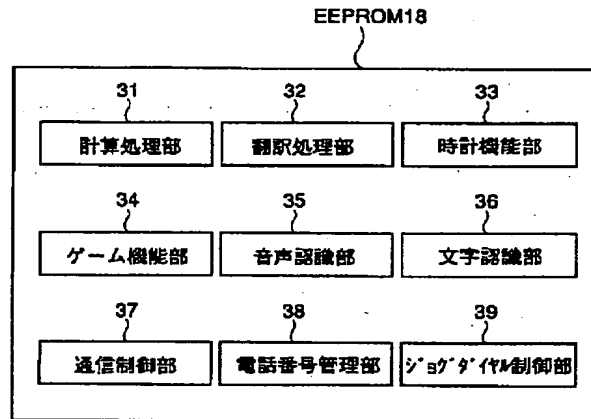 EEPROM18
31 32 33
計算処理部 翻訳処理部 時計機能部
34 35 36
ゲーム機能部 音声認識部 文字認識部
37 38 39
通信制御部 電話番号管理部 ｼﾞｮｸﾞﾀﾞｲﾔﾙ制御部